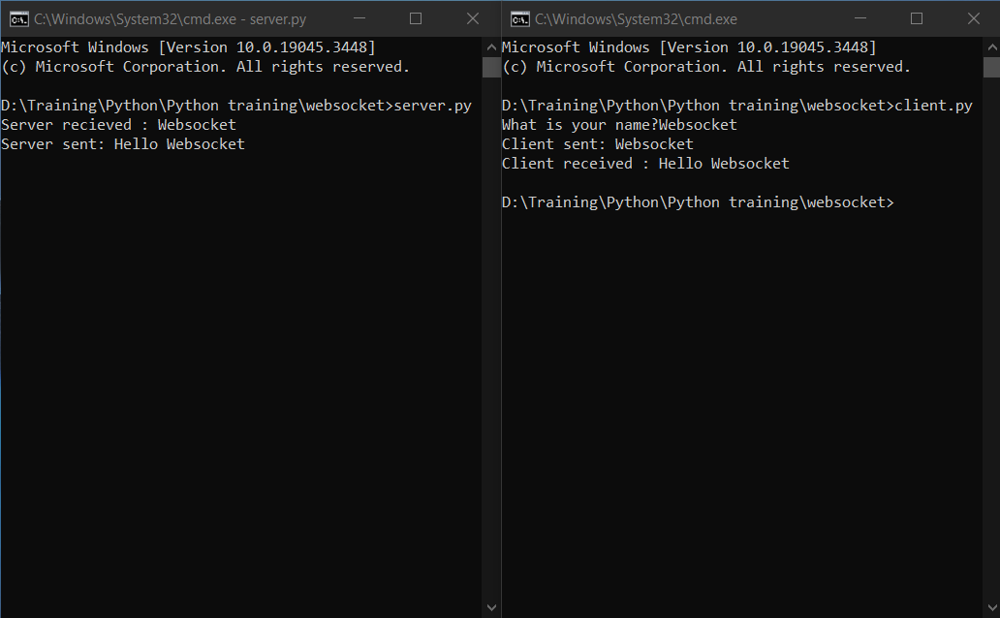 C:\Windows\System32\cmd.exe - server.py
Microsoft Windows [Version 10.0.19045.3448]
(c) Microsoft Corporation. All rights reserved.
D:\Training\Python\Python training\websocket>server.py
Server recieved : Websocket
Server sent: Hello Websocket
C:\Windows\System32\cmd.exe
Microsoft Windows [Version 10.0.19045.3448]
(c) Microsoft Corporation. All rights reserved.
D:\Training\Python\Python training\websocket>client.py
What is your name?Websocket
Client sent: Websocket
Client received : Hello Websocket
D:\Training\Python\Python training\websocket>